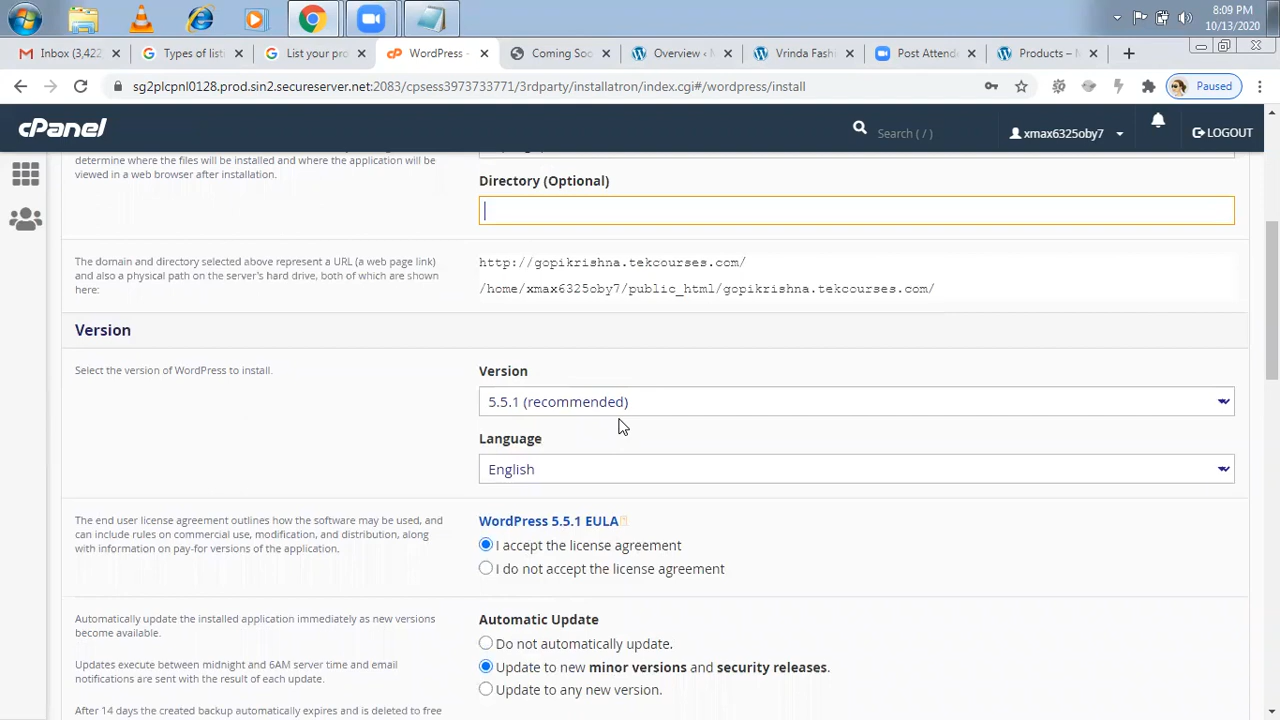 8:09 PM
10/13/2020
Inbox (3,422
Types of list
List your pro
WordPress -
Coming Soo
Overview ‹
Vrinda Fash
Post Attend
Products –
sg2plcpnl0128.prod.sin2.secureserver.net:2083/cpsess3973733771/3rdparty/installatron/index.cgi#/wordpress/install
Paused
cPanel
Search ( / )
xmax6325oby7
LOGOUT
determine where the files will be installed and where the application will be
viewed in a web browser after installation.
Directory (Optional)
The domain and directory selected above represent a URL (a web page link)
and also a physical path on the server's hard drive, both of which are shown
here:
http://gopikrishna.tekcourses.com/
/home/xmax6325oby7/public_html/gopikrishna.tekcourses.com/
Version
Select the version of WordPress to install.
Version
5.5.1 (recommended)
Language
English
The end user license agreement outlines how the software may be used, and
can include rules on commercial use, modification, and distribution, along
with information on pay-for versions of the application.
WordPress 5.5.1 EULA
I accept the license agreement
I do not accept the license agreement
Automatically update the installed application immediately as new versions
become available.
Updates execute between midnight and 6AM server time and email
notifications are sent with the result of each update.
After 14 days the created backup automatically expires and is deleted to free
Automatic Update
Do not automatically update.
Update to new minor versions and security releases.
Update to any new version.